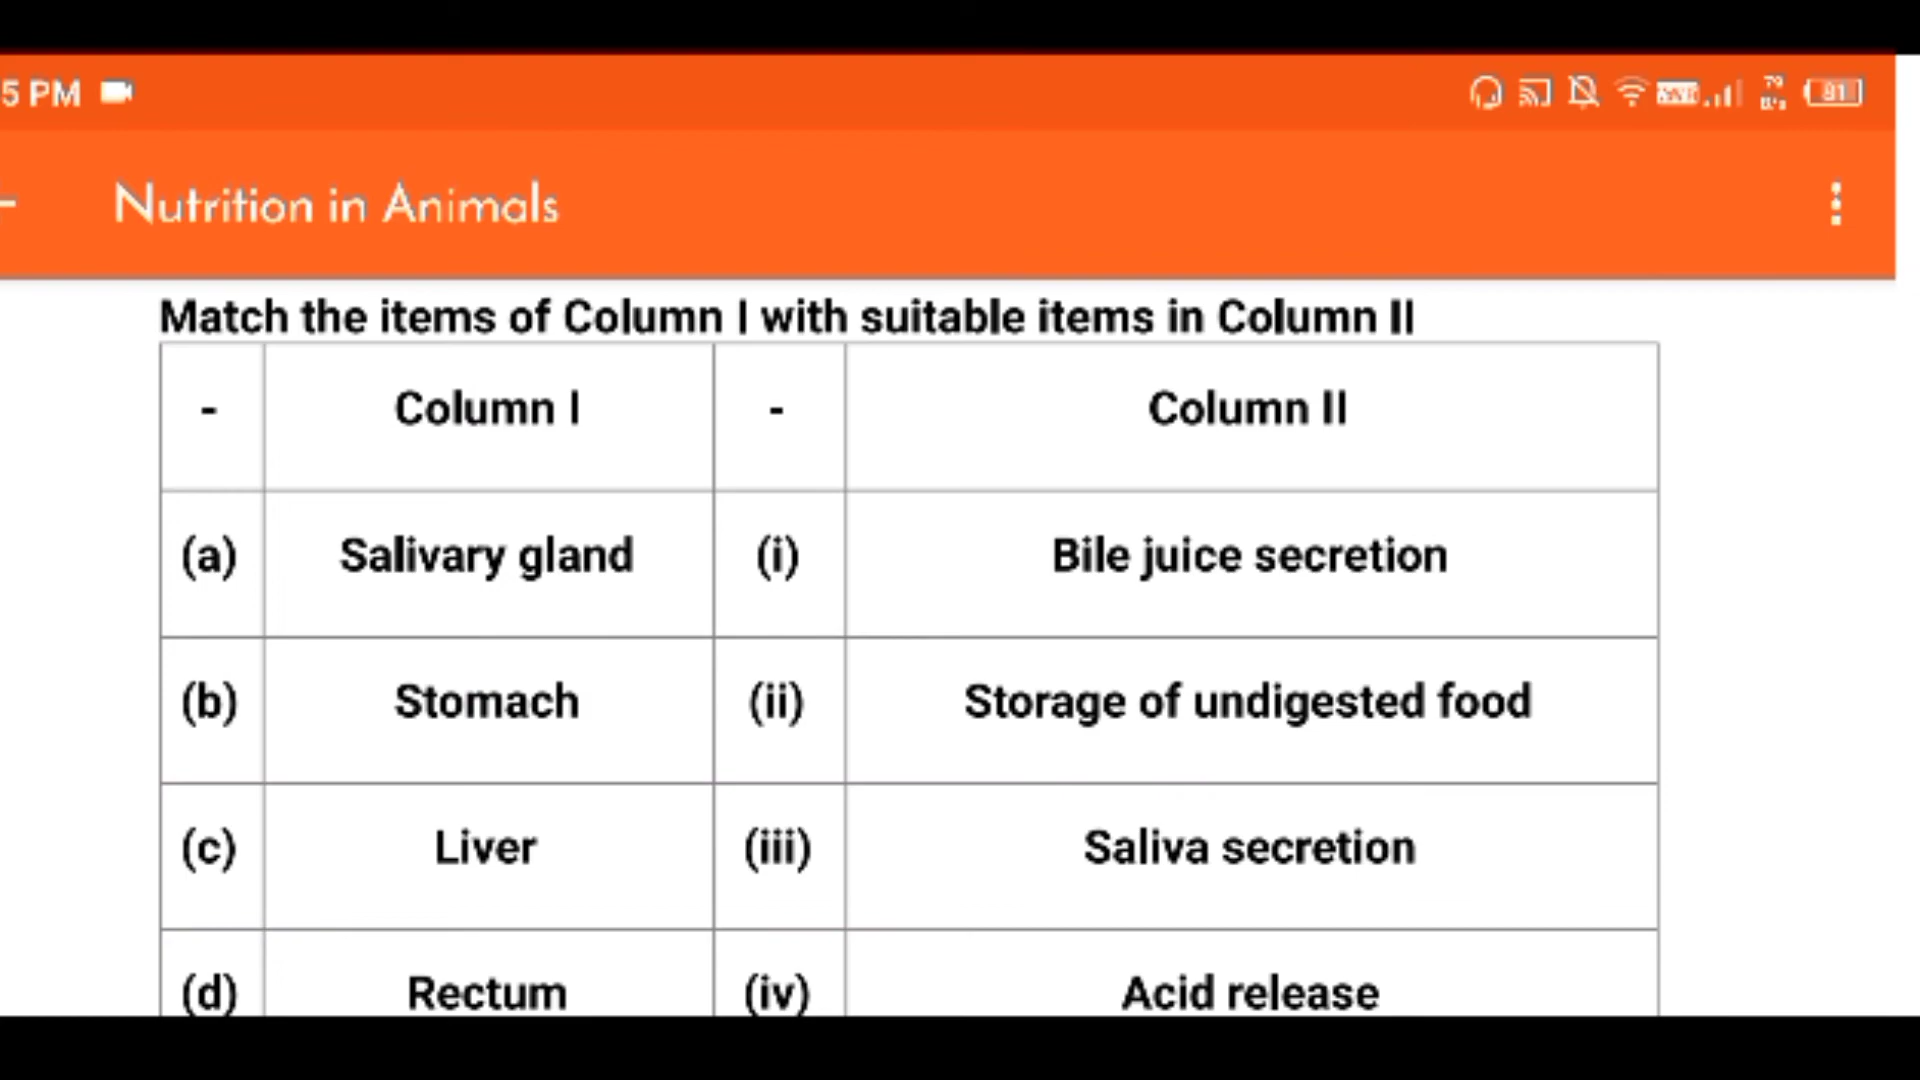 5 PM
81
Nutrition in Animals
Match the items of Column I with suitable items in Column II
- Column I - Column II
(a) Salivary gland (i) Bile juice secretion
(b) Stomach (ii) Storage of undigested food
(c) Liver (iii) Saliva secretion
(d) Rectum (iv) Acid release